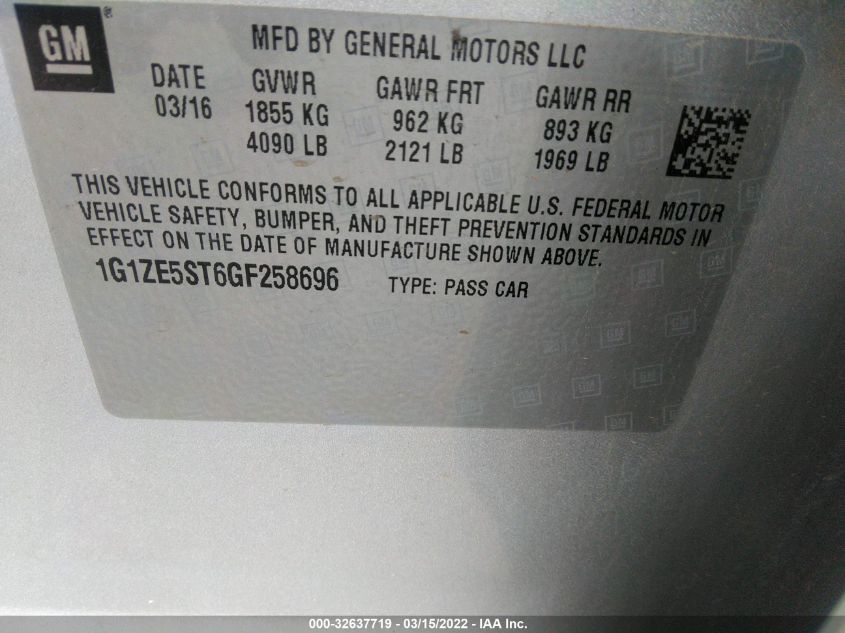 GM®
MFD BY GENERAL MOTORS LLC
DATE GVWR GAWR FRT GAWR RR
03/16 1855 KG 962 KG 893 KG
4090 LB 2121 LB 1969 LB
THIS VEHICLE CONFORMS TO ALL APPLICABLE U.S. FEDERAL MOTOR
VEHICLE SAFETY, BUMPER, AND THEFT PREVENTION STANDARDS IN
EFFECT ON THE DATE OF MANUFACTURE SHOWN ABOVE.
1G1ZE5ST6GF258696 TYPE: PASS CAR
000-32637719 - 03/15/2022 - IAA Inc.